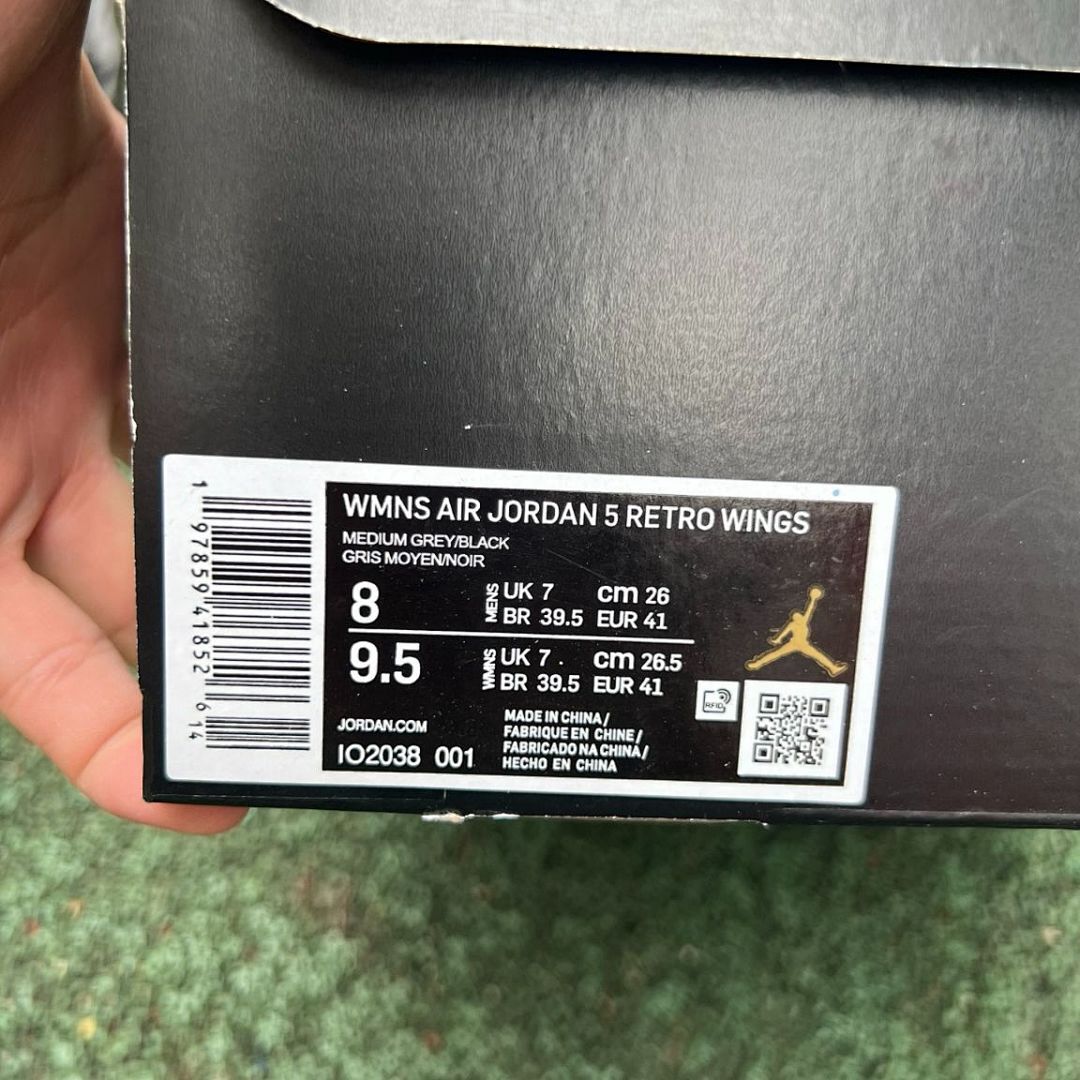 WMNS AIR JORDAN 5 RETRO WINGS
MEDIUM GREY/BLACK
GRIS MOYEN/NOIR
8 MENS UK 7 cm 26
BR 39.5 EUR 41
9.5 WMNS UK 7. cm 26.5
BR 39.5 EUR 41
JORDAN.COM
IO2038 001
MADE IN CHINA/
FABRIQUE EN CHINE/
FABRICADO NA CHINA/
HECHO EN CHINA
RFID
1 97859 41852 6 14